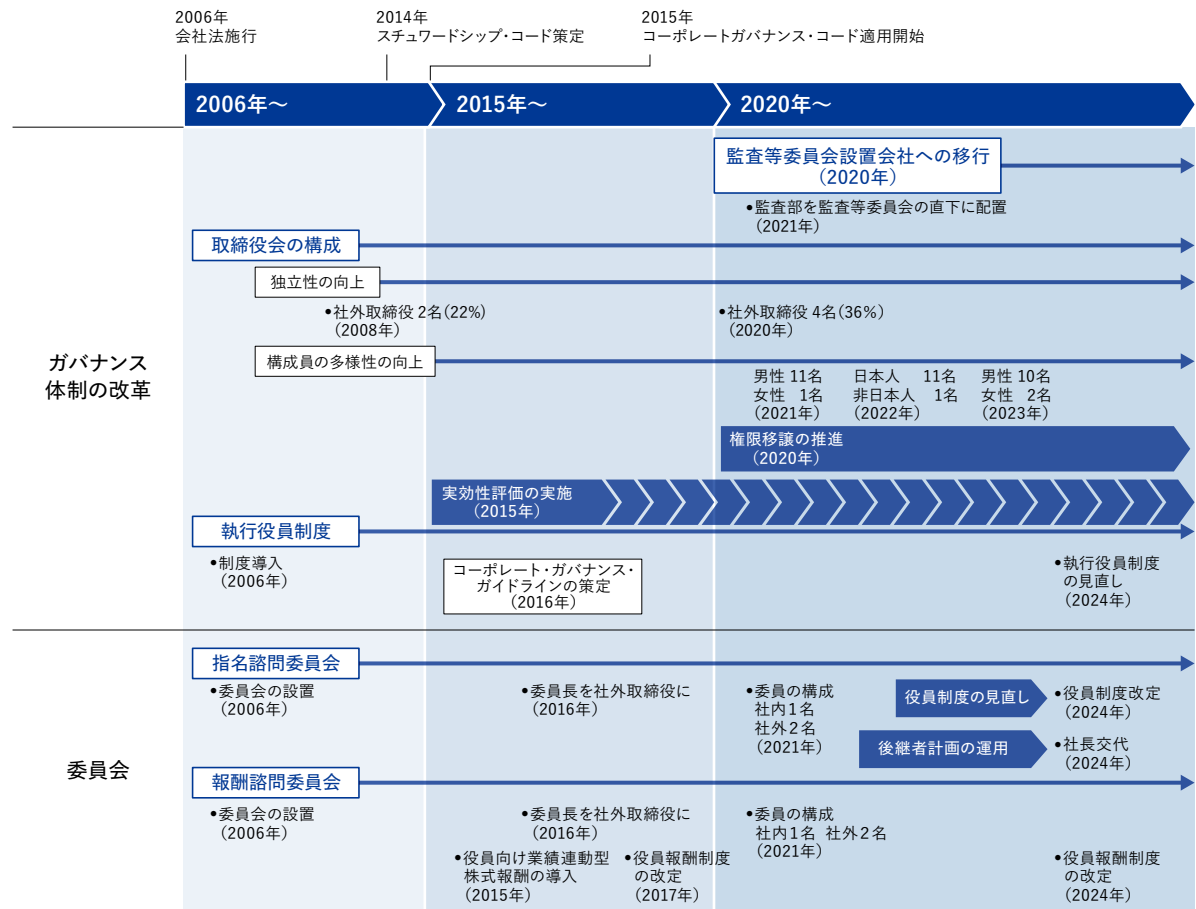 2006年
会社法施行
2014年
スチュワードシップ・コード策定
2015年
コーポレートガバナンス・コード適用開始
2006年～
2015年～
2020年～
ガバナンス
体制の改革
監査等委員会設置会社への移行
（2020年）
•監査部を監査等委員会の直下に配置
（2021年）
取締役会の構成
独立性の向上
•社外取締役 2名(22%)
（2008年）
•社外取締役 4名(36%)
（2020年）
構成員の多様性の向上
男性 11名
女性 1名
（2021年）
日本人 11名
非日本人 1名
（2022年）
男性 10名
女性 2名
（2023年）
権限移譲の推進
（2020年）
実効性評価の実施
（2015年）
執行役員制度
•制度導入
（2006年）
コーポレート・ガバナンス・
ガイドラインの策定
（2016年）
•執行役員制度
の見直し
（2024年）
委員会
指名諮問委員会
•委員会の設置
（2006年）
•委員長を社外取締役に
（2016年）
•委員の構成
社内1名
社外2名
（2021年）
役員制度の見直し
•役員制度改定
（2024年）
後継者計画の運用
•社長交代
（2024年）
報酬諮問委員会
•委員会の設置
（2006年）
•委員長を社外取締役に
（2016年）
•委員の構成
社内1名 社外2名
（2021年）
•役員向け業績連動型
株式報酬の導入
（2015年）
•役員報酬制度
の改定
（2017年）
•役員報酬制度
の改定
（2024年）